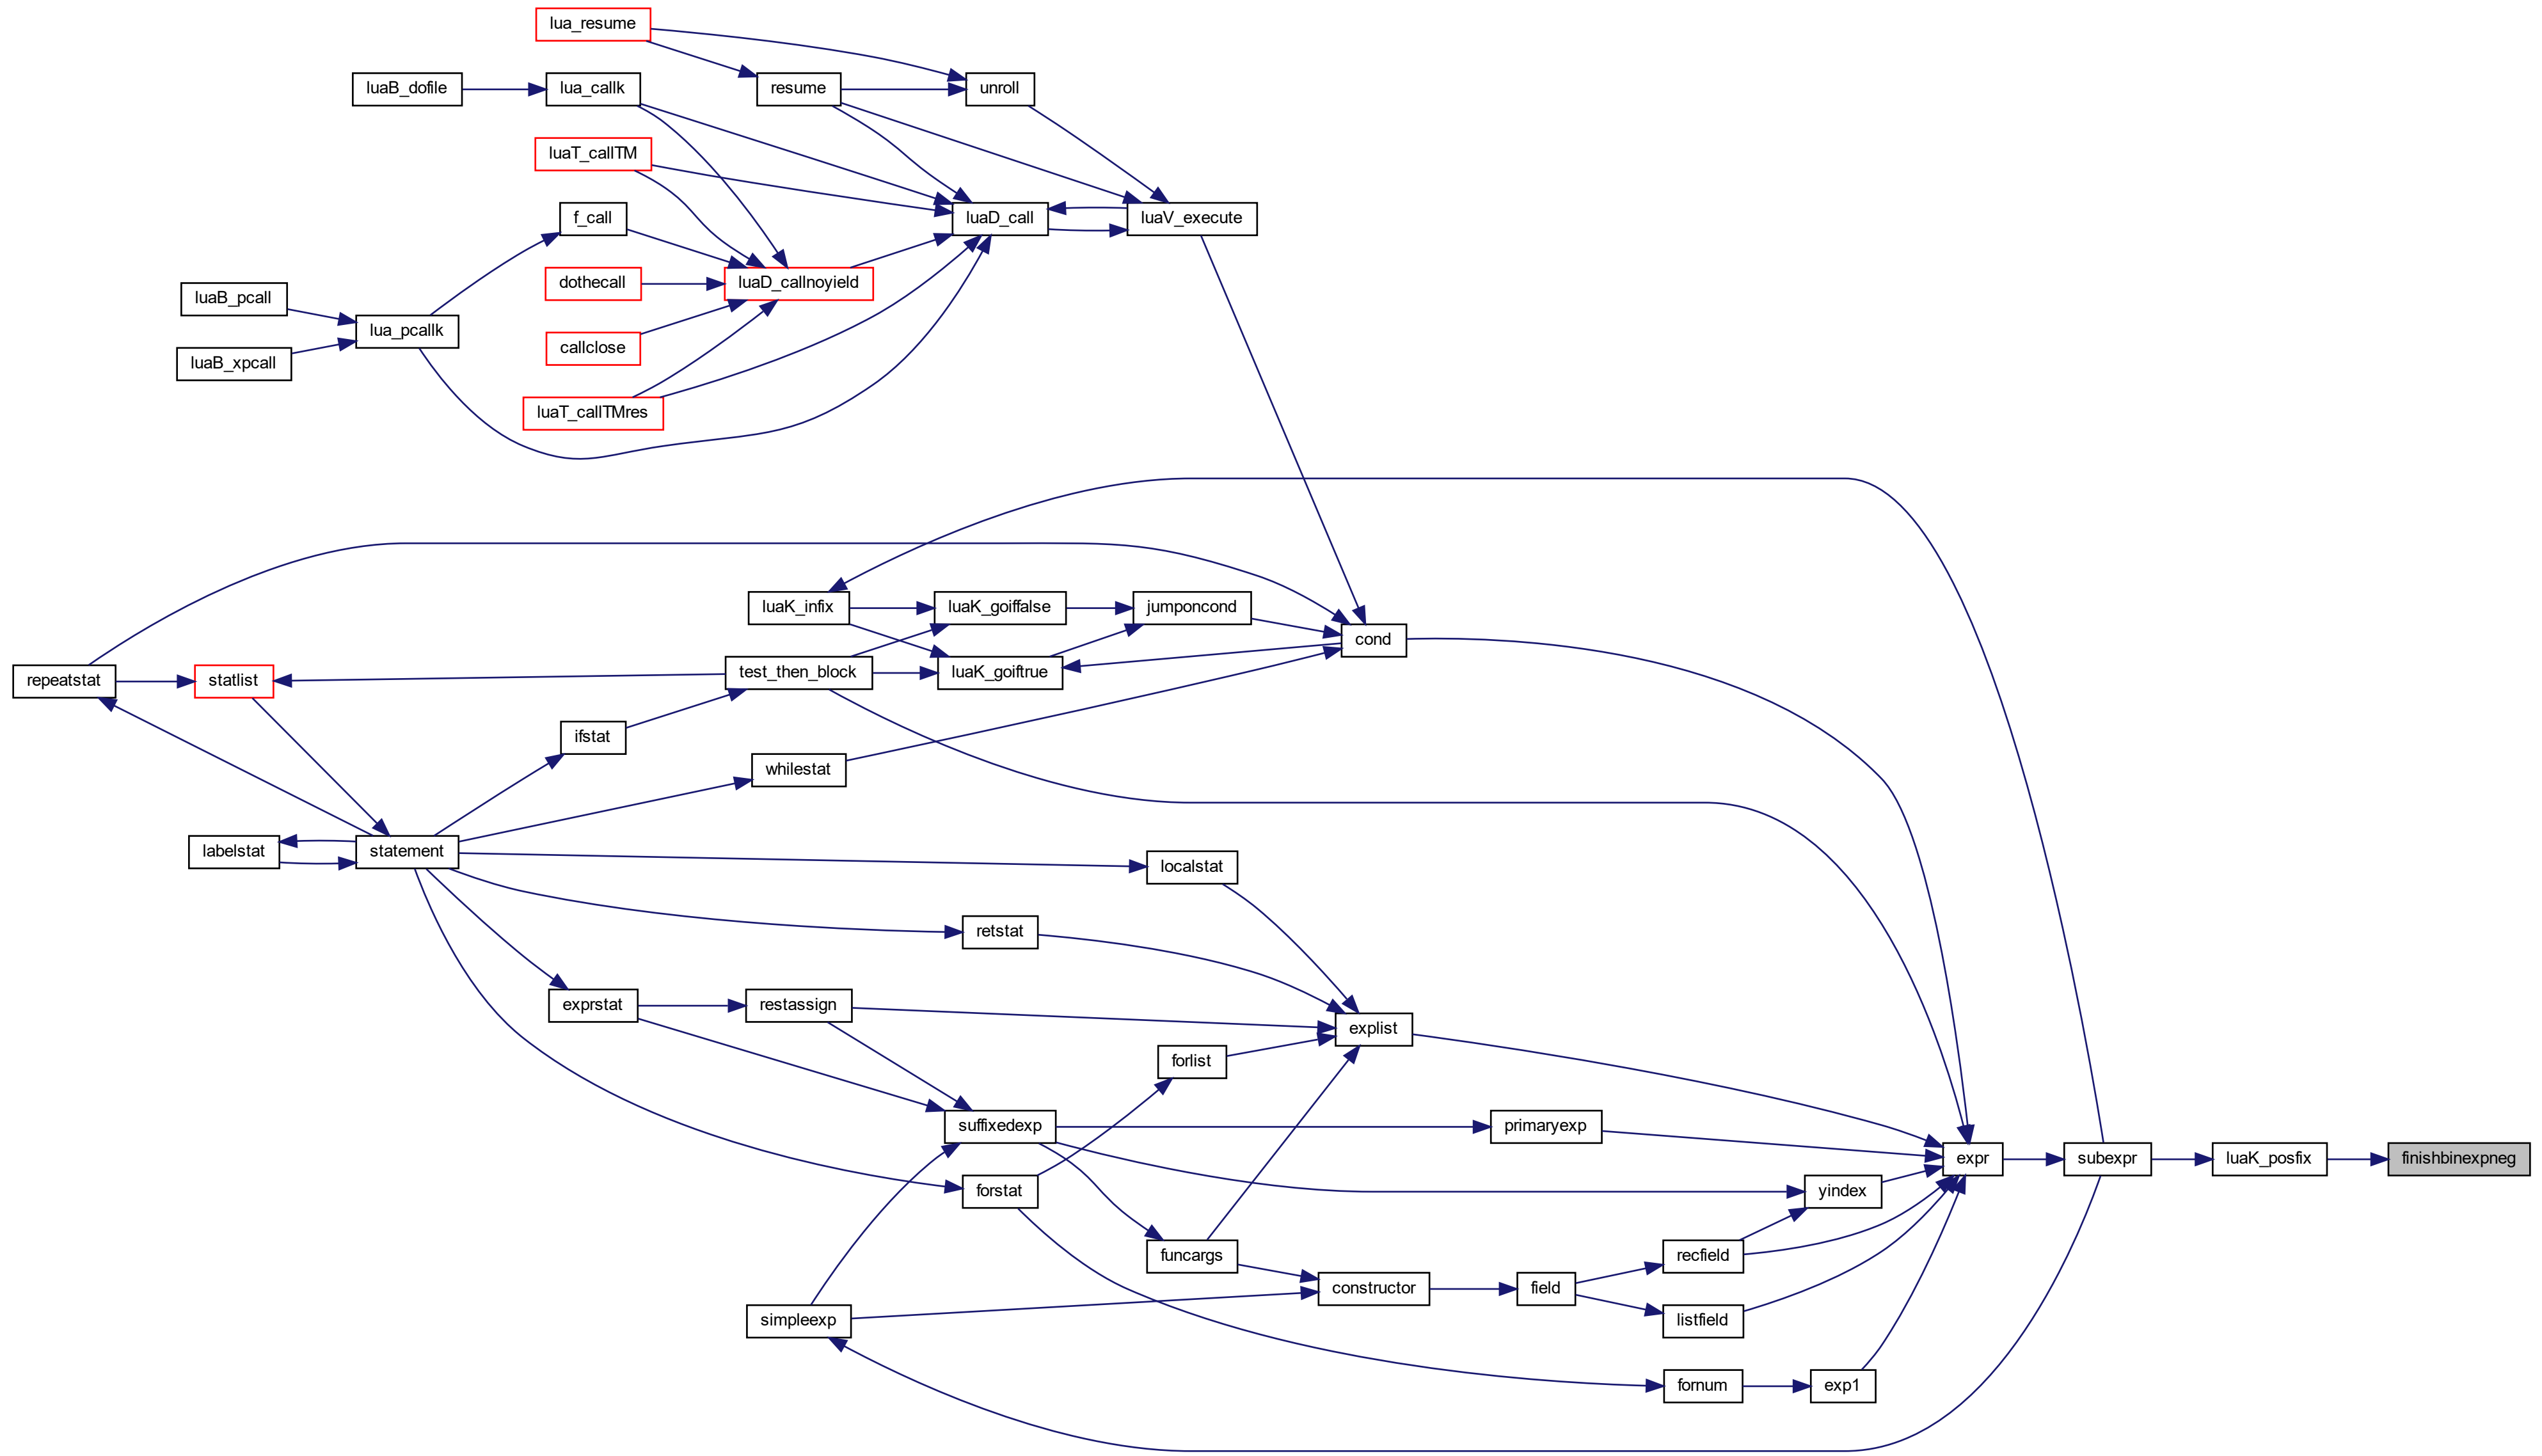 lua_resume
luaB_dofile
lua_callk
resume
unroll
luaT_callTM
f_call
luaD_call
luaV_execute
luaB_pcall
dothecall
luaD_callnoyield
lua_pcallk
callclose
luaB_xpcall
luaT_callTMres
luaK_infix
luaK_goiffalse
jumponcond
cond
repeatstat
statlist
test_then_block
luaK_goiftrue
ifstat
whilestat
labelstat
statement
localstat
retstat
exprstat
restassign
explist
forlist
suffixedexp
primaryexp
expr
subexpr
luaK_posfix
finishbinexpneg
forstat
yindex
funcargs
recfield
constructor
field
simpleexp
listfield
fornum
exp1